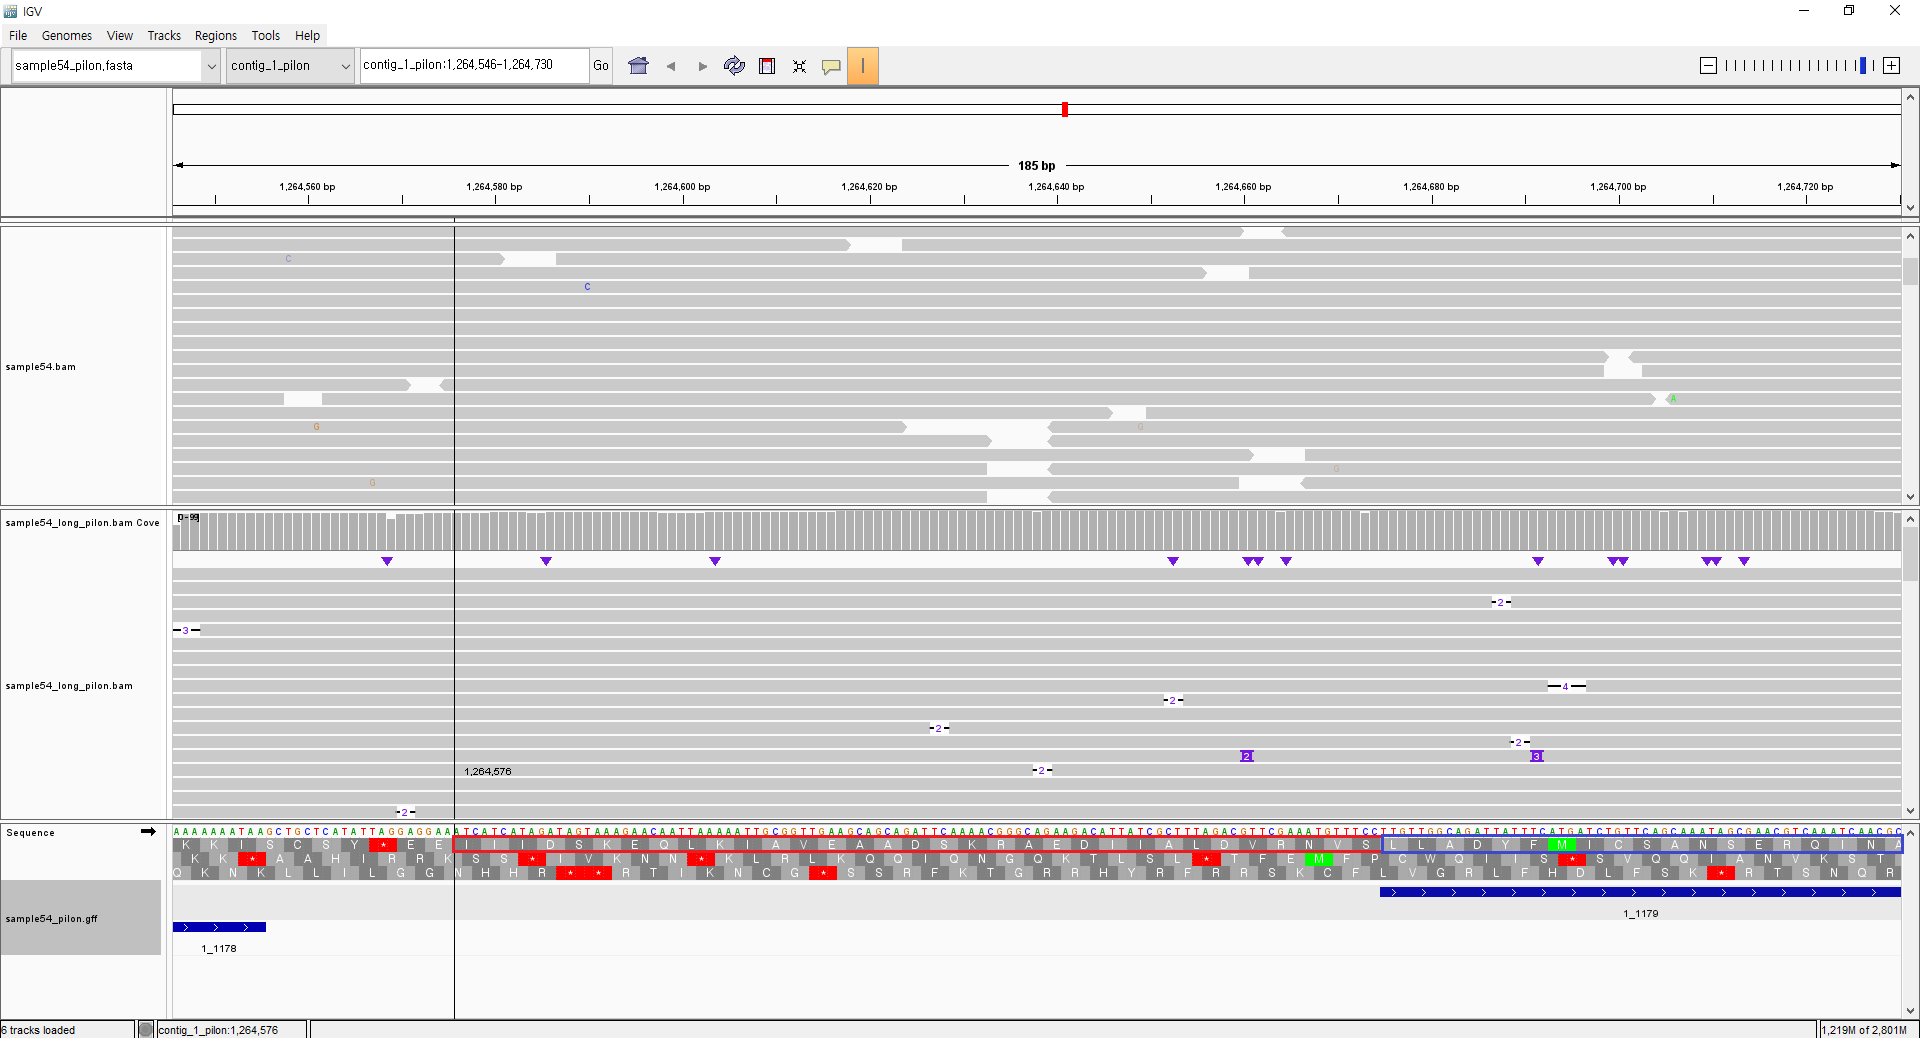 IGV
File Genomes View Tracks Regions Tools Help
sample54_pilon.fasta contig_1_pilon contig_1_pilon:1,264,546-1,264,730 Go
185 bp
1,264,560 bp 1,264,580 bp 1,264,600 bp 1,264,620 bp 1,264,640 bp 1,264,660 bp 1,264,680 bp 1,264,700 bp 1,264,720 bp
C
C
sample54.bam
A
G G
G
G
sample54_long_pilon.bam Cove [0-99]
2
3
sample54_long_pilon.bam
4
2
2
2
2 3
1,264,576 2
2
Sequence AAAAAAATAAGCTGCTCATATTAGGAGGAAATCATCATAGATAGTAAAGAACAATTAAAAATTGCGGTTGAAGCAGCAGATTCAAAACGGGCAGAAGACATTATCGCTTTAGACGTTCGAAATGTTTCCTTGTTGGCAGATTATTTCATGATCTGTTCAGCAAATAGCGAACGTCAAATCAACGC
K K I S C S Y * E E I I I D S K E Q L K I A V E A A D S K R A E D I I A L D V R N V S L L A D Y F M I C S A N S E R Q I N A
K K * A A H I R R K S S * I V K N N * K L R L K Q Q I Q N G Q K T L S L * T F E M F P C W Q I I S * S V Q Q I A N V K S T
Q K N K L L I L G G N H H R * * R T I K N C G * S S R F K T G R R H Y R F R R S K C F L V G R L F H D L F S K * R T S N Q R
1_1179
sample54_pilon.gff
1_1178
6 tracks loaded contig_1_pilon:1,264,576 1,219M of 2,801M